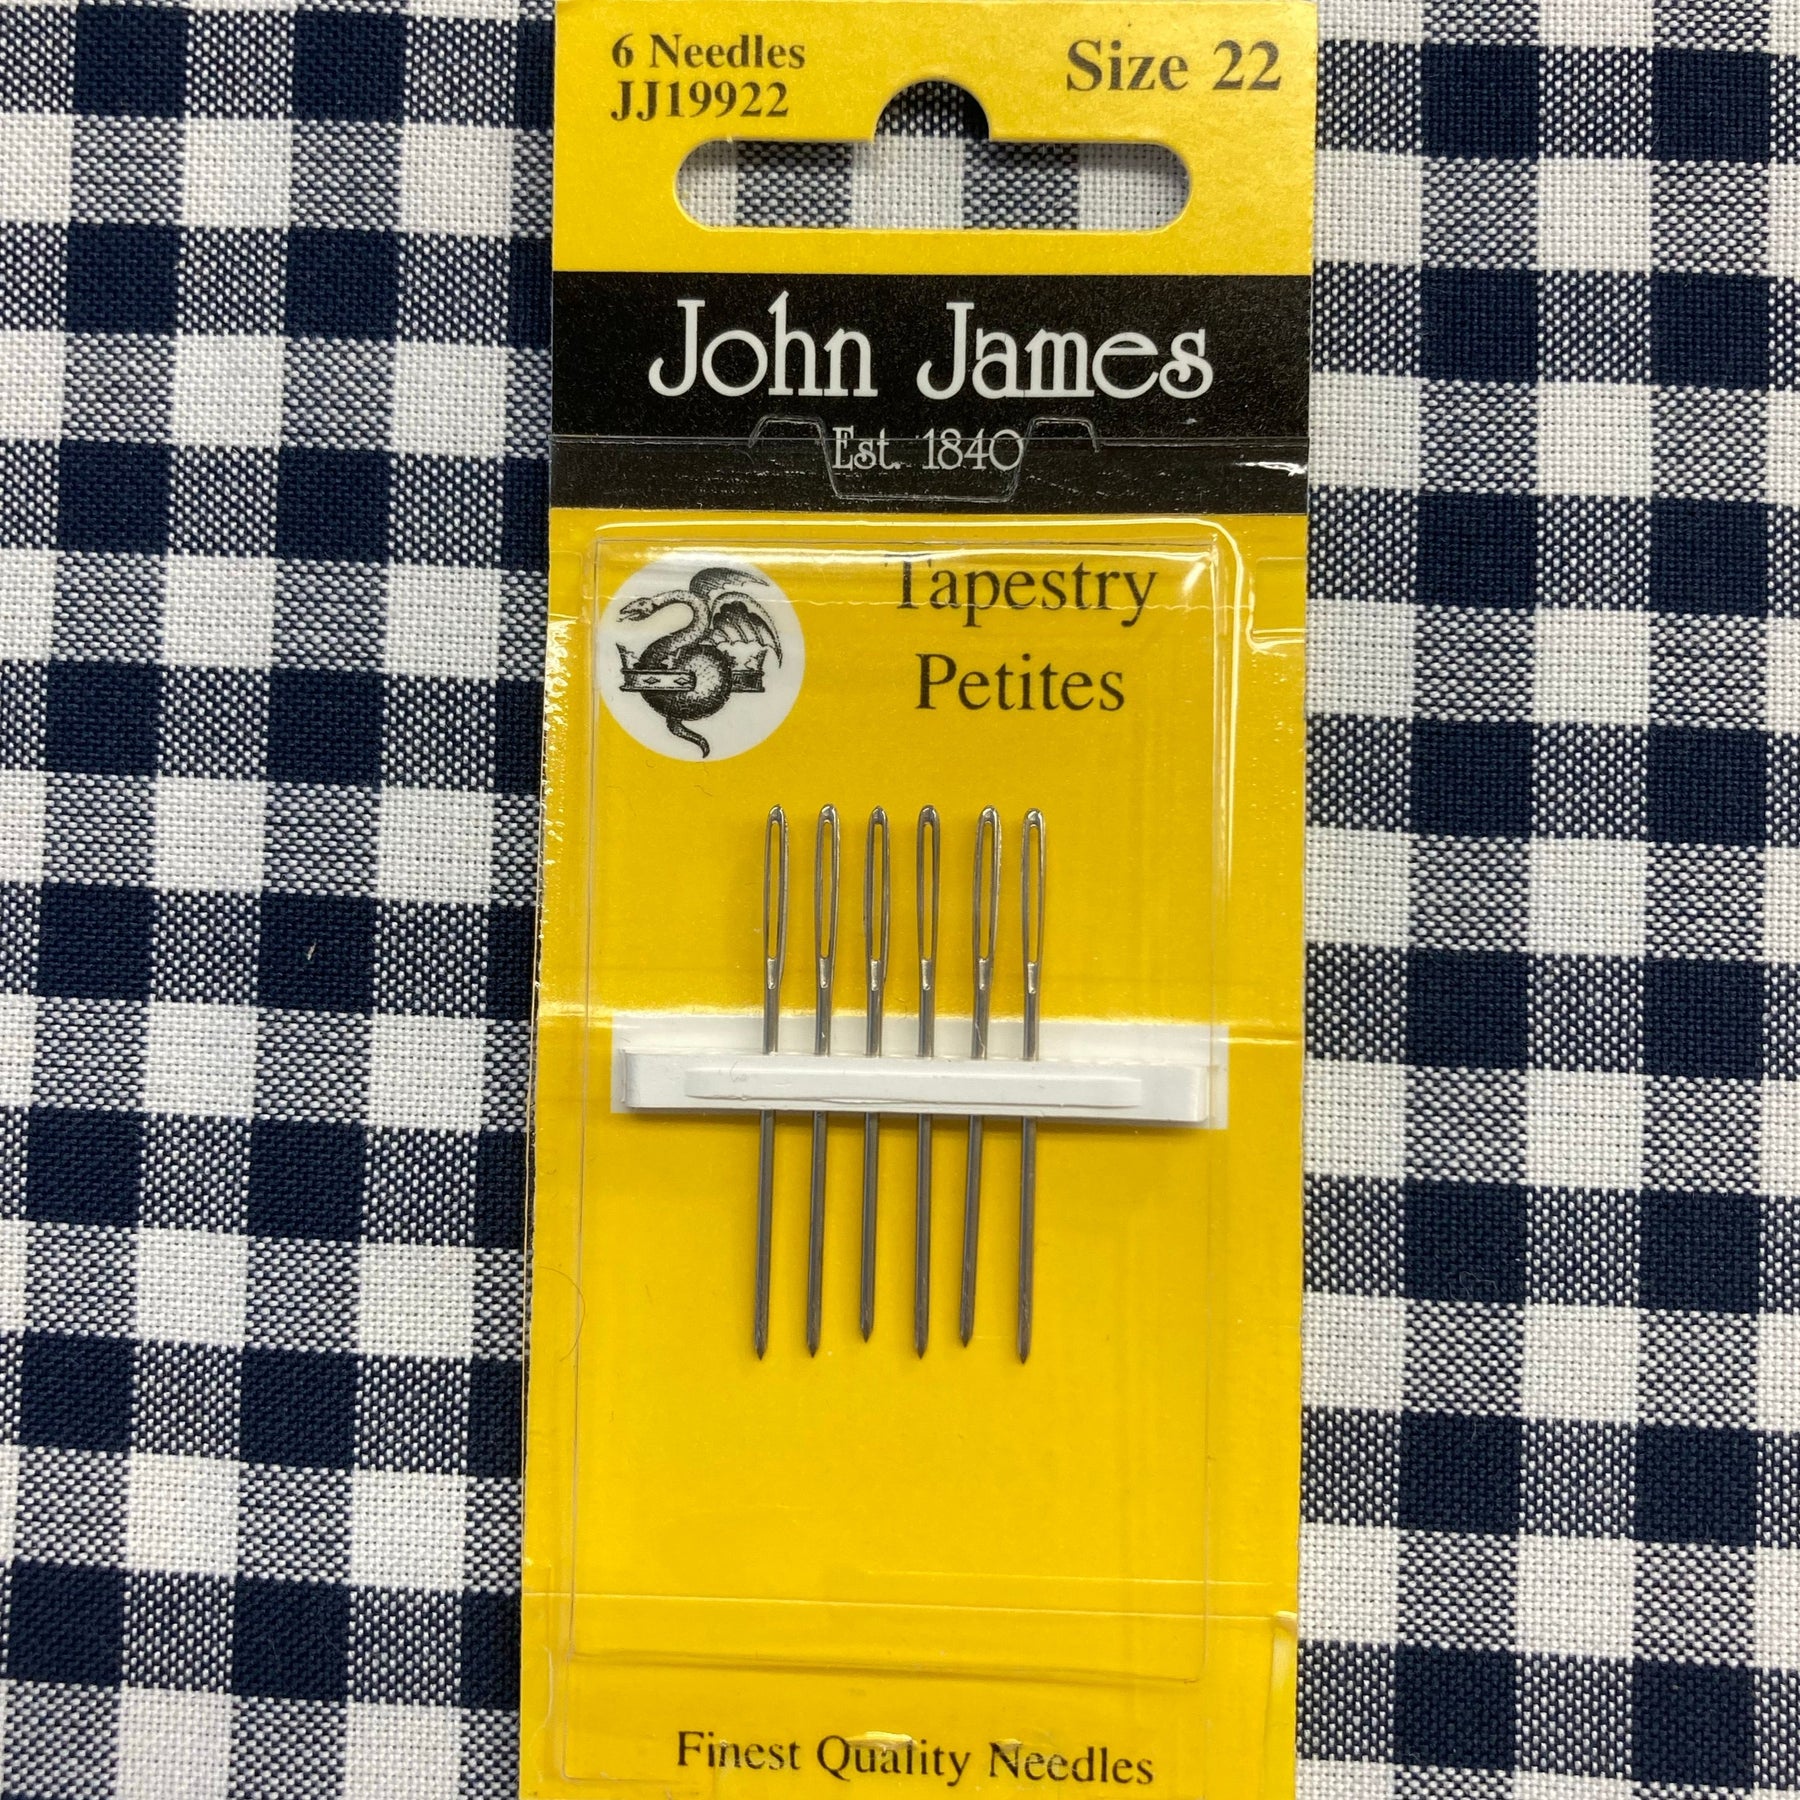 6 Needles
JJ19922
Size 22
John James
Est. 1840
Tapestry
Petites
Finest Quality Needles